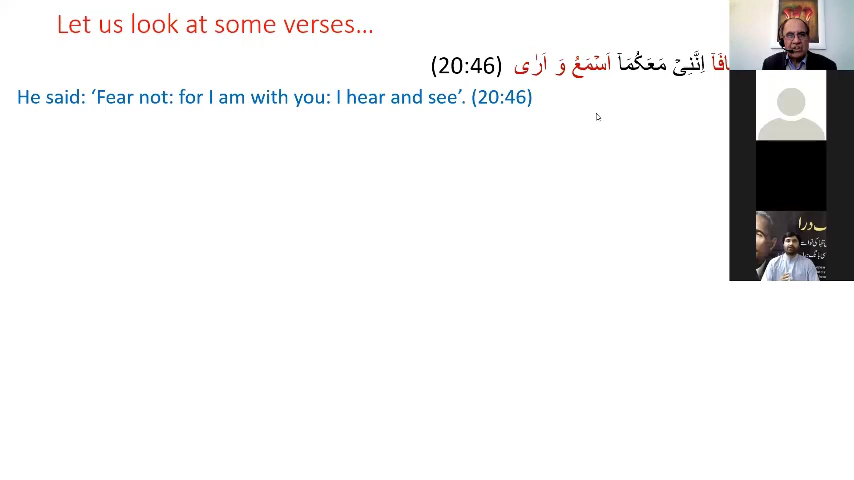 Let us look at some verses…
اِنَّنِیۡ مَعَکُمَاۤ اَسۡمَعُ وَ اَرٰی (20:46)
He said: ‘Fear not: for I am with you: I hear and see’. (20:46)